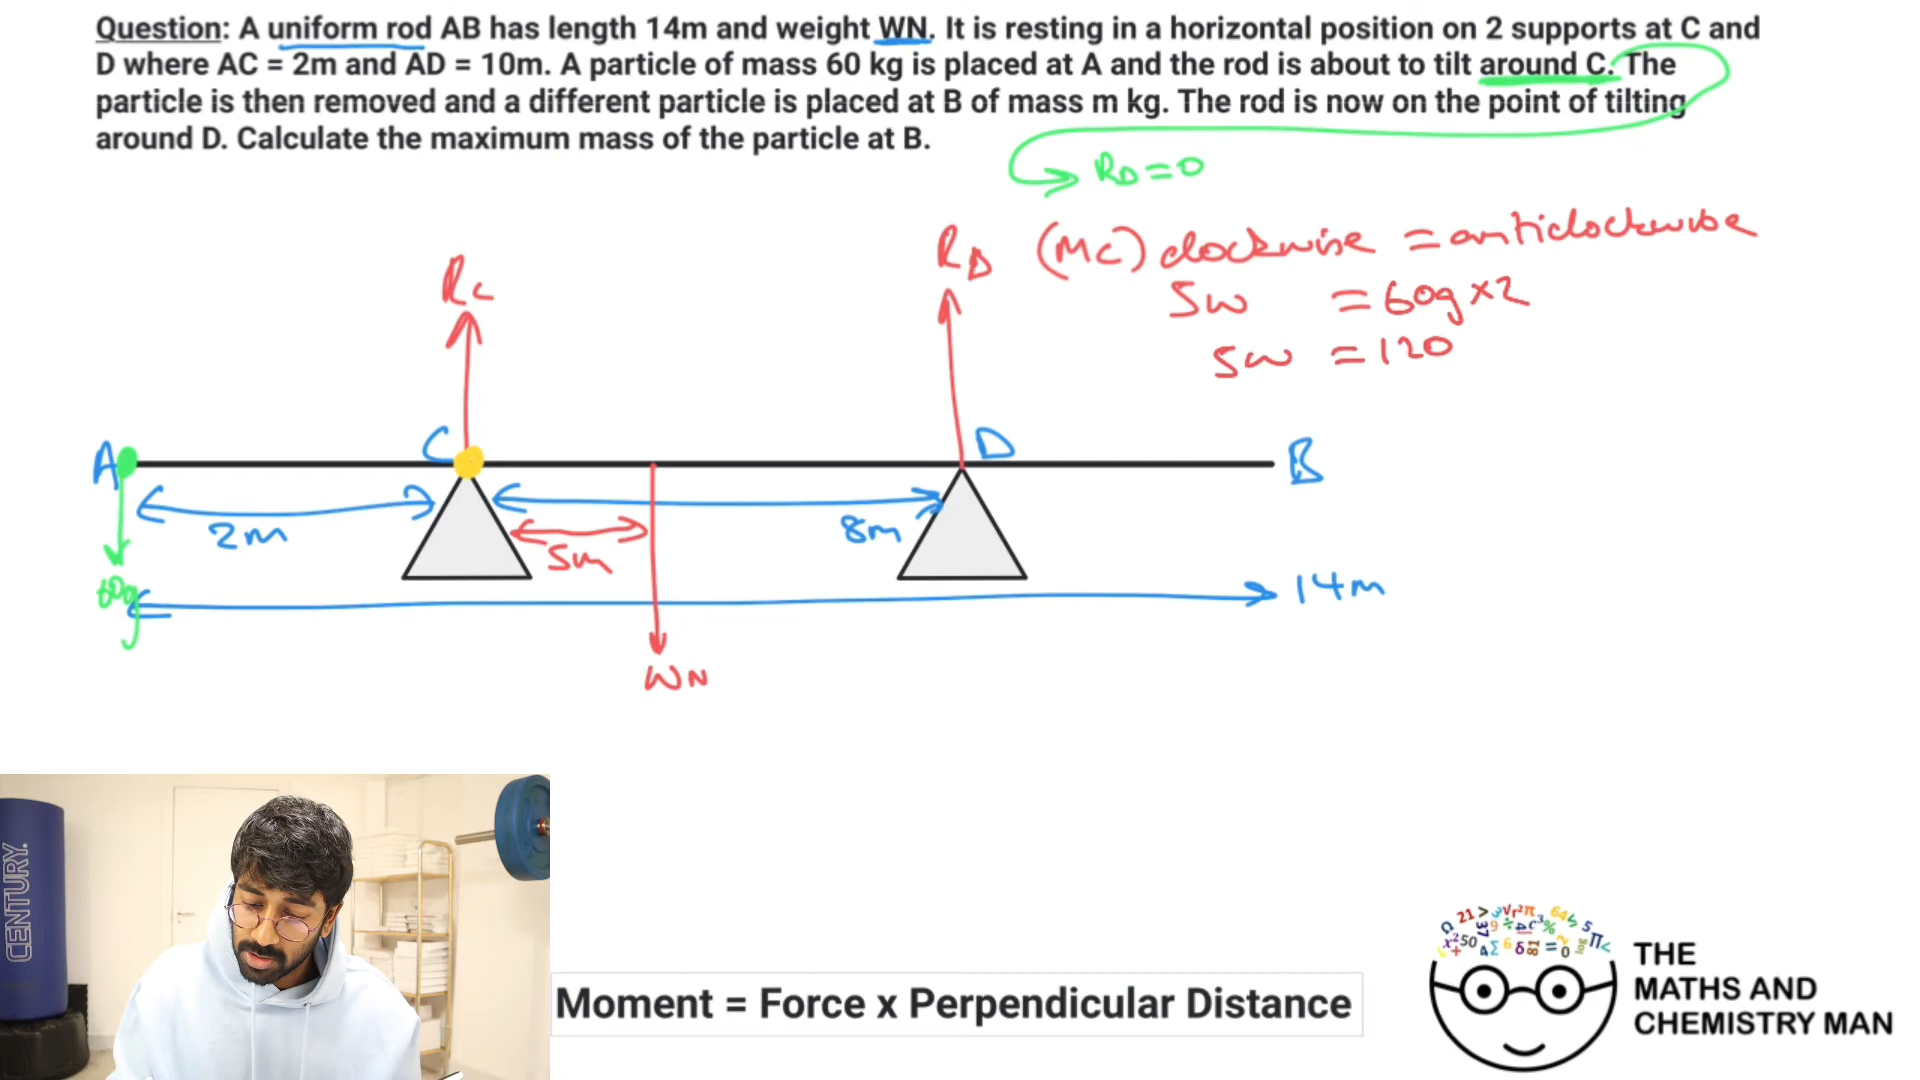 Question: A uniform rod AB has length 14m and weight WN. It is resting in a horizontal position on 2 supports at C and
D where AC = 2m and AD = 10m. A particle of mass 60 kg is placed at A and the rod is about to tilt around C. The
particle is then removed and a different particle is placed at B of mass m kg. The rod is now on the point of tilting
around D. Calculate the maximum mass of the particle at B.
RD=0
RD (MC) clockwise = anticlockwise
RC
5w = 60g×2
5w = 120
A C D B
2m 8m
5m
60g
14m
WN
CENTURY.
Moment = Force x Perpendicular Distance
THE
MATHS AND
CHEMISTRY MAN